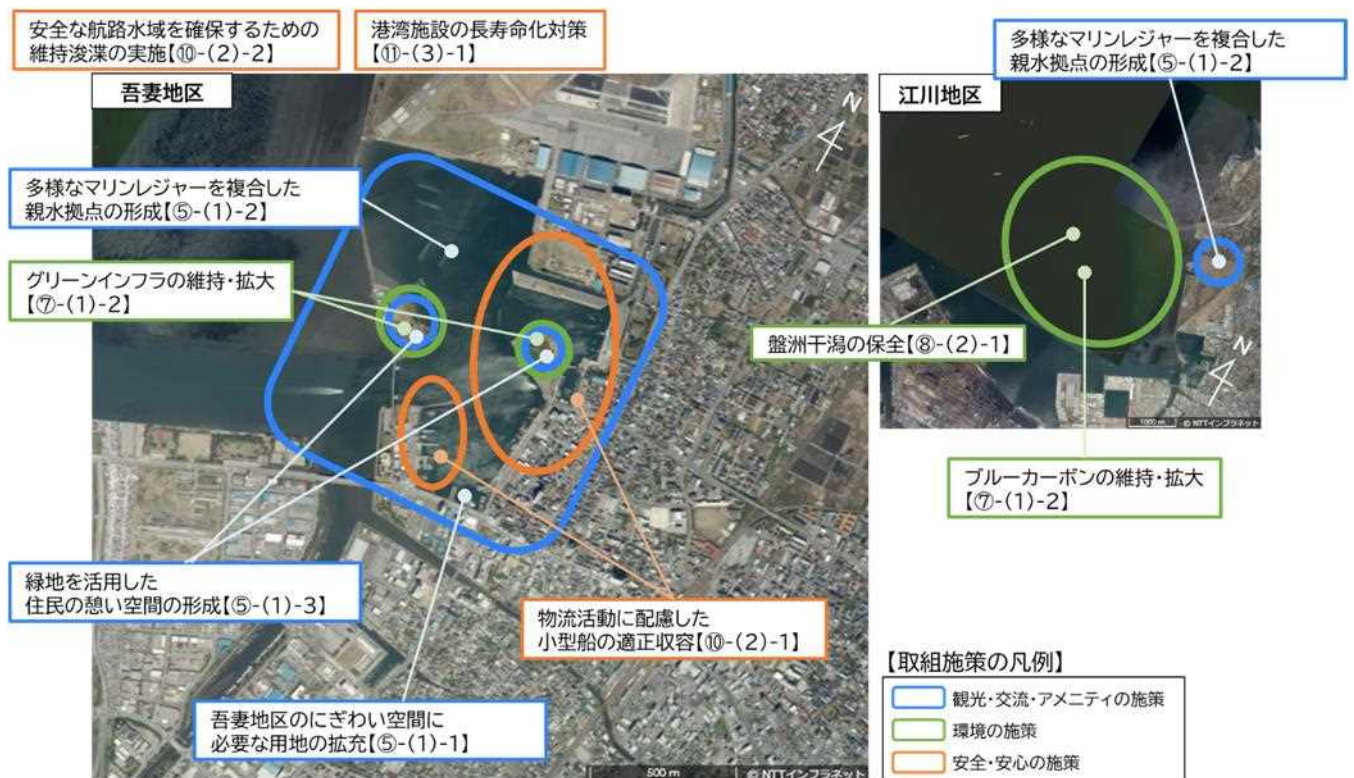 安全な航路水域を確保するための
維持浚渫の実施【⑩-(2)-2】
港湾施設の長寿命化対策
【⑪-(3)-1】
多様なマリンレジャーを複合した
親水拠点の形成【⑤-(1)-2】
吾妻地区
江川地区
N
多様なマリンレジャーを複合した
親水拠点の形成【⑤-(1)-2】
グリーンインフラの維持・拡大
【⑦-(1)-2】
盤洲干潟の保全【⑧-(2)-1】
N
1000 m
© NTTインフラネット
ブルーカーボンの維持・拡大
【⑦-(1)-2】
緑地を活用した
住民の憩い空間の形成【⑤-(1)-3】
物流活動に配慮した
小型船の適正収容【⑩-(2)-1】
吾妻地区のにぎわい空間に
必要な用地の拡充【⑤-(1)-1】
【取組施策の凡例】
観光・交流・アメニティの施策
環境の施策
安全・安心の施策
500 m
© NTTインフラネット